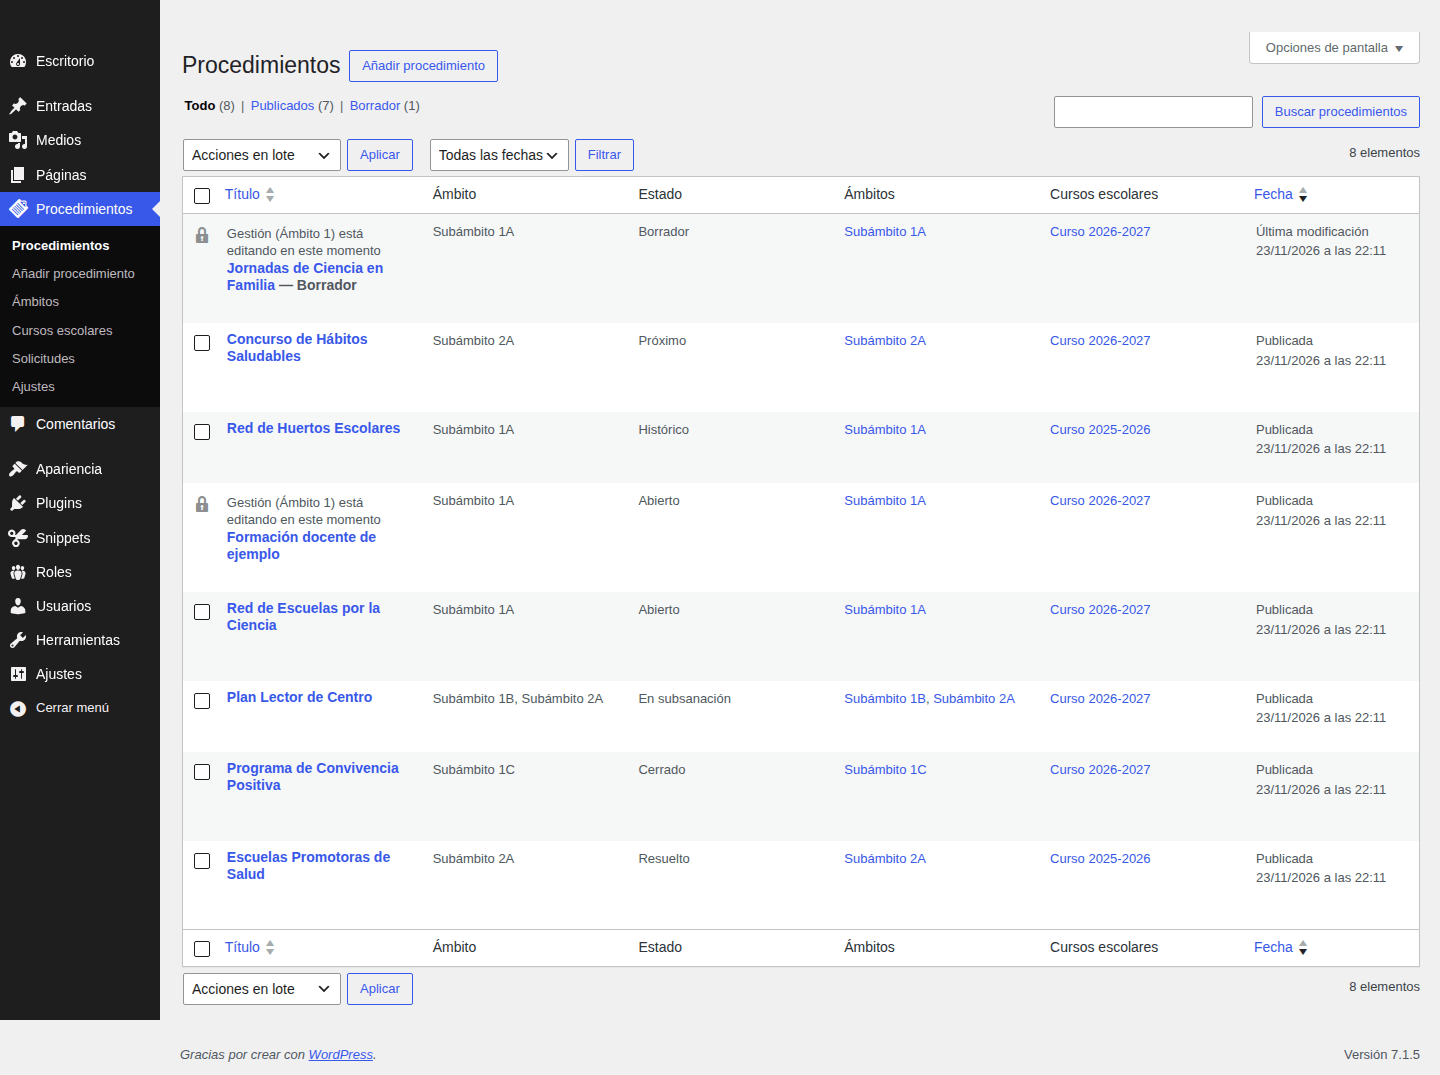 Escritorio
Entradas
Medios
Páginas
Procedimientos
Procedimientos
Añadir procedimiento
Ámbitos
Cursos escolares
Solicitudes
Ajustes
Comentarios
Apariencia
Plugins
Snippets
Roles
Usuarios
Herramientas
Ajustes
Cerrar menú
Opciones de pantalla
Procedimientos Añadir procedimiento
Todo (8) | Publicados (7) | Borrador (1)
Buscar procedimientos
Acciones en lote Aplicar Todas las fechas Filtrar 8 elementos
Título Ámbito Estado Ámbitos Cursos escolares Fecha
Gestión (Ámbito 1) está Subámbito 1A Borrador Subámbito 1A Curso 2026-2027 Última modificación
editando en este momento 23/11/2026 a las 22:11
Jornadas de Ciencia en
Familia — Borrador
Concurso de Hábitos Subámbito 2A Próximo Subámbito 2A Curso 2026-2027 Publicada
Saludables 23/11/2026 a las 22:11
Red de Huertos Escolares Subámbito 1A Histórico Subámbito 1A Curso 2025-2026 Publicada
23/11/2026 a las 22:11
Gestión (Ámbito 1) está Subámbito 1A Abierto Subámbito 1A Curso 2026-2027 Publicada
editando en este momento 23/11/2026 a las 22:11
Formación docente de
ejemplo
Red de Escuelas por la Subámbito 1A Abierto Subámbito 1A Curso 2026-2027 Publicada
Ciencia 23/11/2026 a las 22:11
Plan Lector de Centro Subámbito 1B, Subámbito 2A En subsanación Subámbito 1B, Subámbito 2A Curso 2026-2027 Publicada
23/11/2026 a las 22:11
Programa de Convivencia Subámbito 1C Cerrado Subámbito 1C Curso 2026-2027 Publicada
Positiva 23/11/2026 a las 22:11
Escuelas Promotoras de Subámbito 2A Resuelto Subámbito 2A Curso 2025-2026 Publicada
Salud 23/11/2026 a las 22:11
Título Ámbito Estado Ámbitos Cursos escolares Fecha
Acciones en lote Aplicar 8 elementos
Gracias por crear con WordPress. Versión 7.1.5